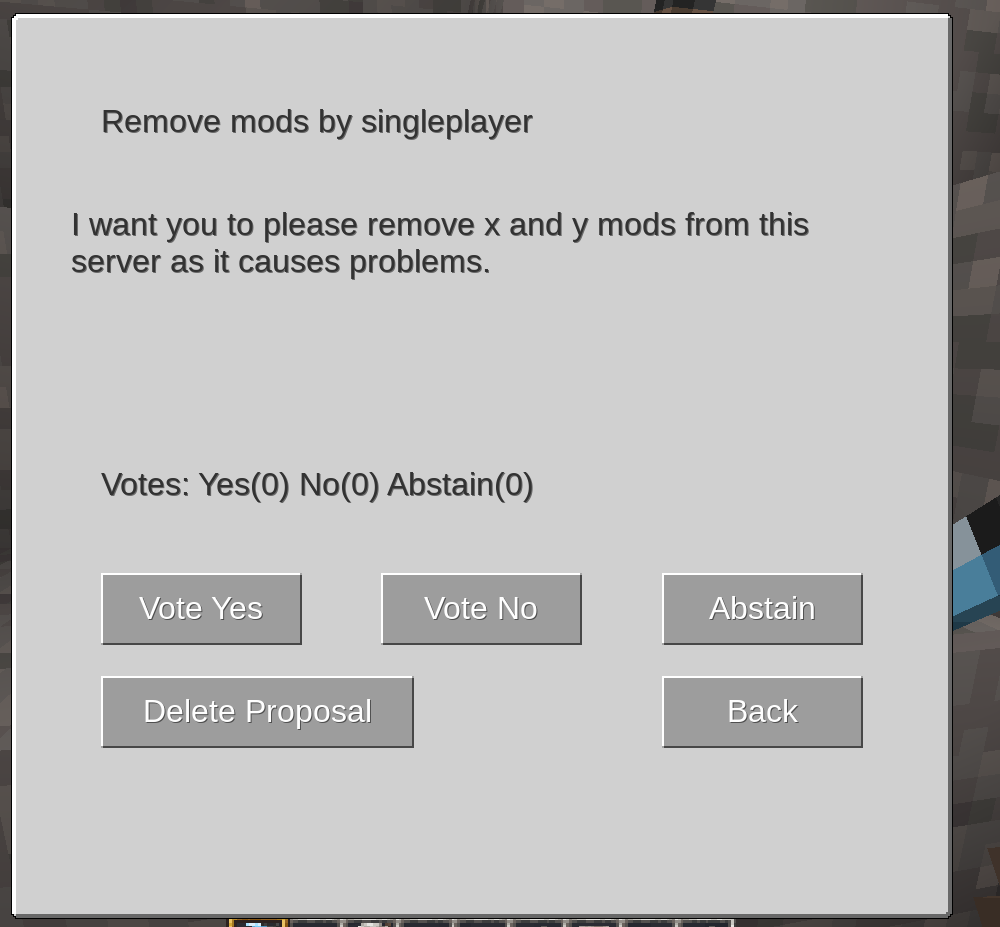 Remove mods by singleplayer
I want you to please remove x and y mods from this
server as it causes problems.
Votes: Yes(0) No(0) Abstain(0)
Vote Yes
Vote No
Abstain
Delete Proposal
Back